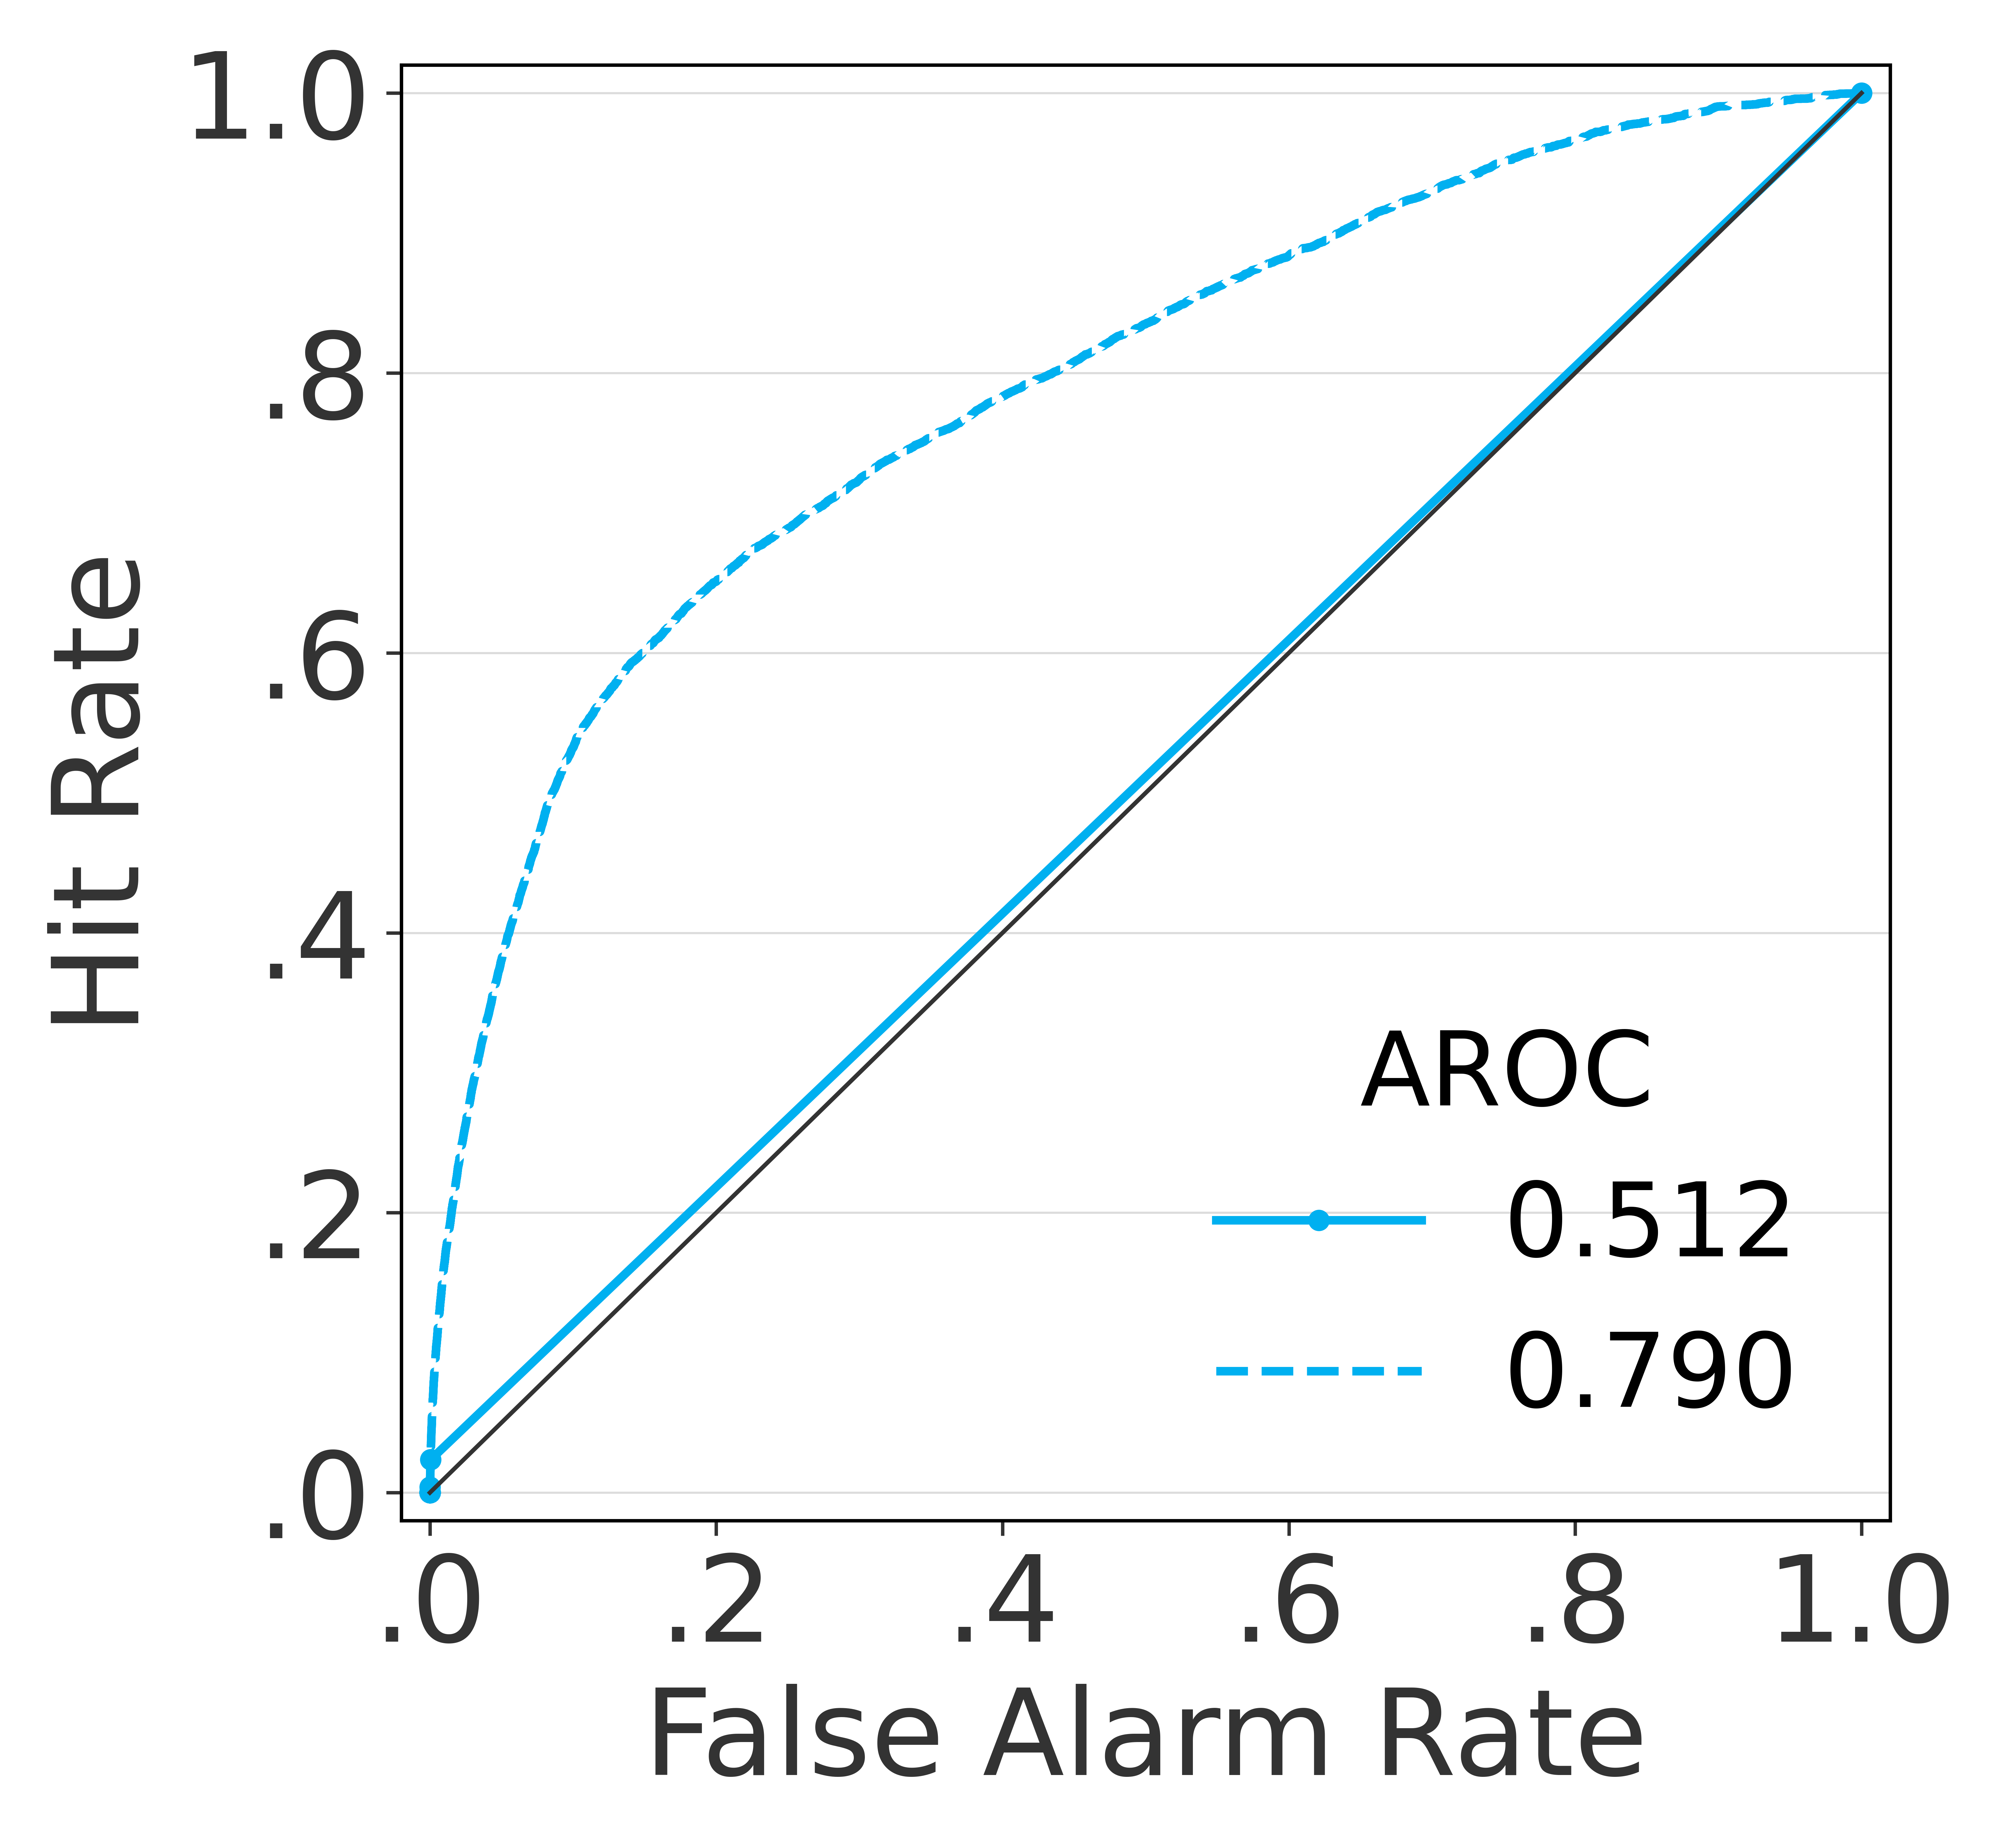 1.0
.8
.6
.4
.2
.0
Hit Rate
AROC
0.512
0.790
.0 .2 .4 .6 .8 1.0
False Alarm Rate